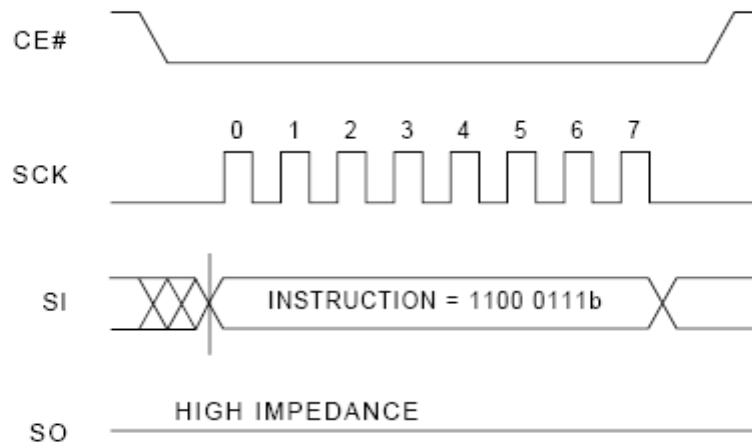 CE#
0 1 2 3 4 5 6 7
SCK
SI
INSTRUCTION = 1100 0111b
HIGH IMPEDANCE
SO